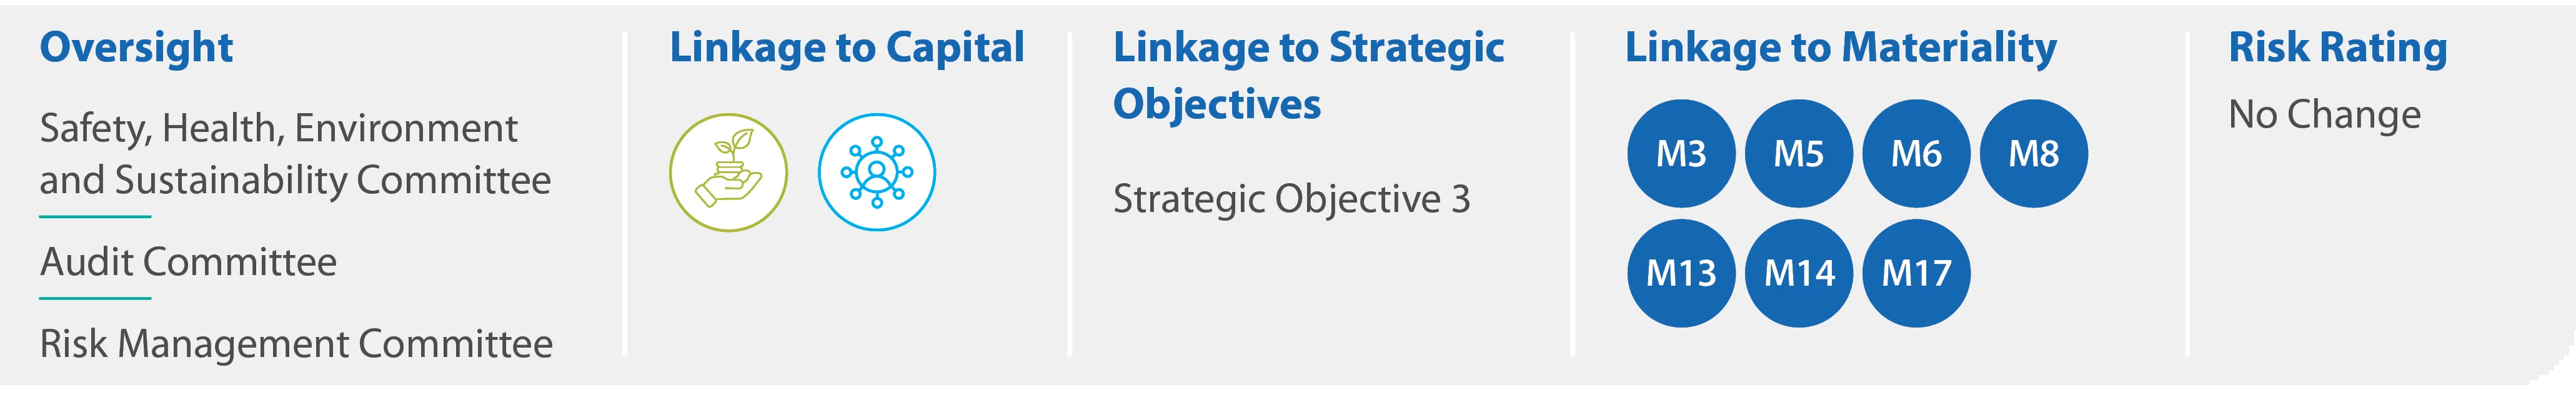 Oversight
Safety, Health, Environment
and Sustainability Committee
Audit Committee
Risk Management Committee
Linkage to Capital
Linkage to Strategic
Objectives
Strategic Objective 3
Linkage to Materiality
M3 M5 M6 M8
M13 M14 M17
Risk Rating
No Change